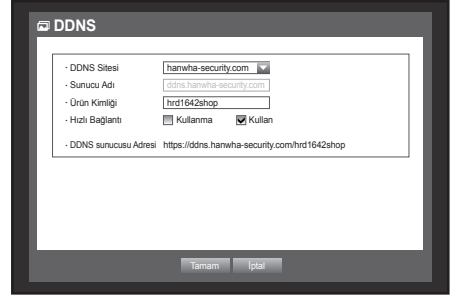 DDNS
- DDNS Sitesi hanwha-security.com
- Sunucu Adı ddns.hanwha-security.com
- Ürün Kimliği hrd1642shop
- Hızlı Bağlantı Kullanma Kullan
- DDNS sunucusu Adresi https://ddns.hanwha-security.com/hrd1642shop
Tamam İptal